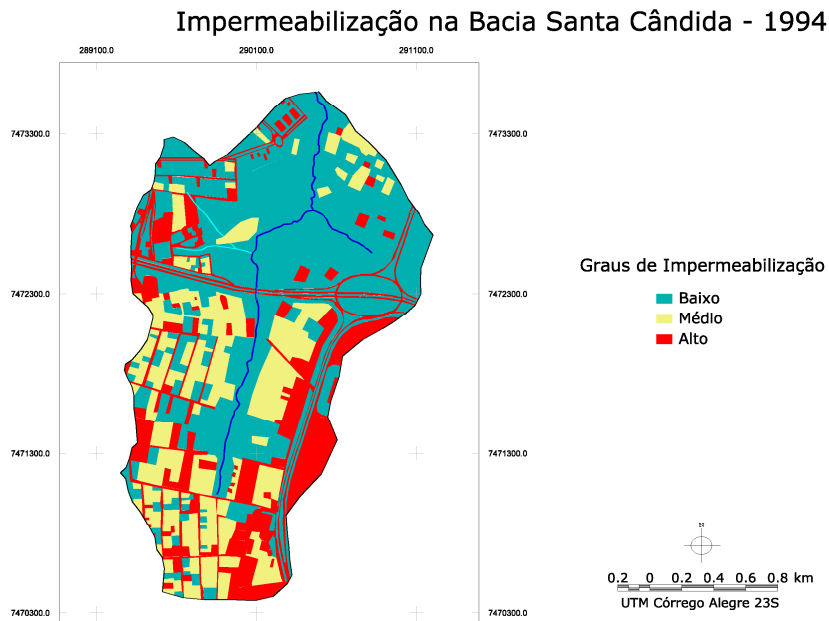 Impermeabilização na Bacia Santa Cândida - 1994
289100.0 290100.0 291100.0
7473300.0 7473300.0
Graus de Impermeabilização
7472300.0 7472300.0
Baixo
Médio
Alto
7471300.0 7471300.0
0.2 0 0.2 0.4 0.6 0.8 km
UTM Córrego Alegre 23S
7470300.0 7470300.0